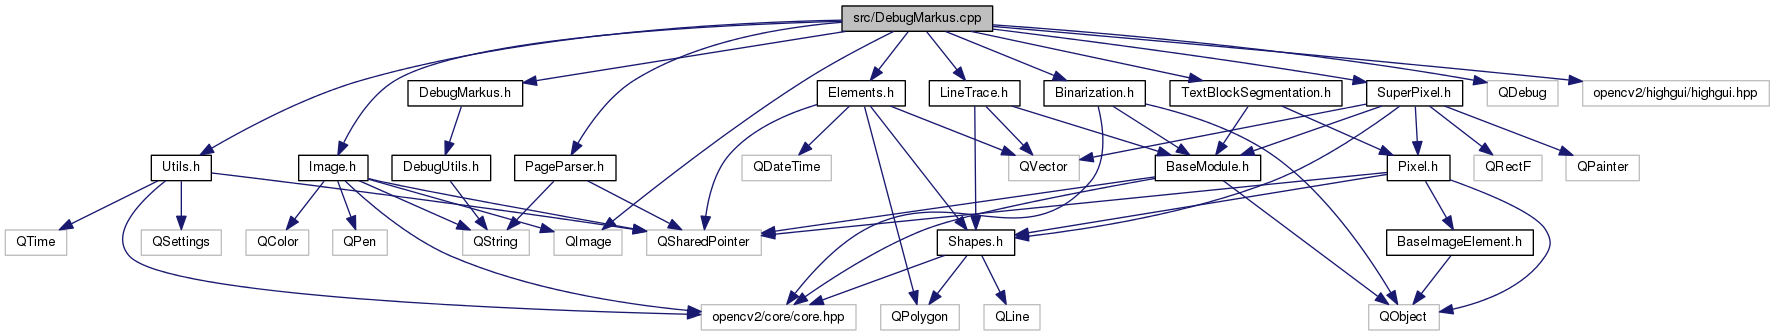 src/DebugMarkus.cpp
DebugMarkus.h
Elements.h
LineTrace.h
Binarization.h
TextBlockSegmentation.h
SuperPixel.h
QDebug
opencv2/highgui/highgui.hpp
Utils.h
Image.h
DebugUtils.h
PageParser.h
QDateTime
QVector
BaseModule.h
Pixel.h
QRectF
QPainter
QTime
QSettings
QColor
QPen
QString
QImage
QSharedPointer
Shapes.h
BaseImageElement.h
opencv2/core/core.hpp
QPolygon
QLine
QObject